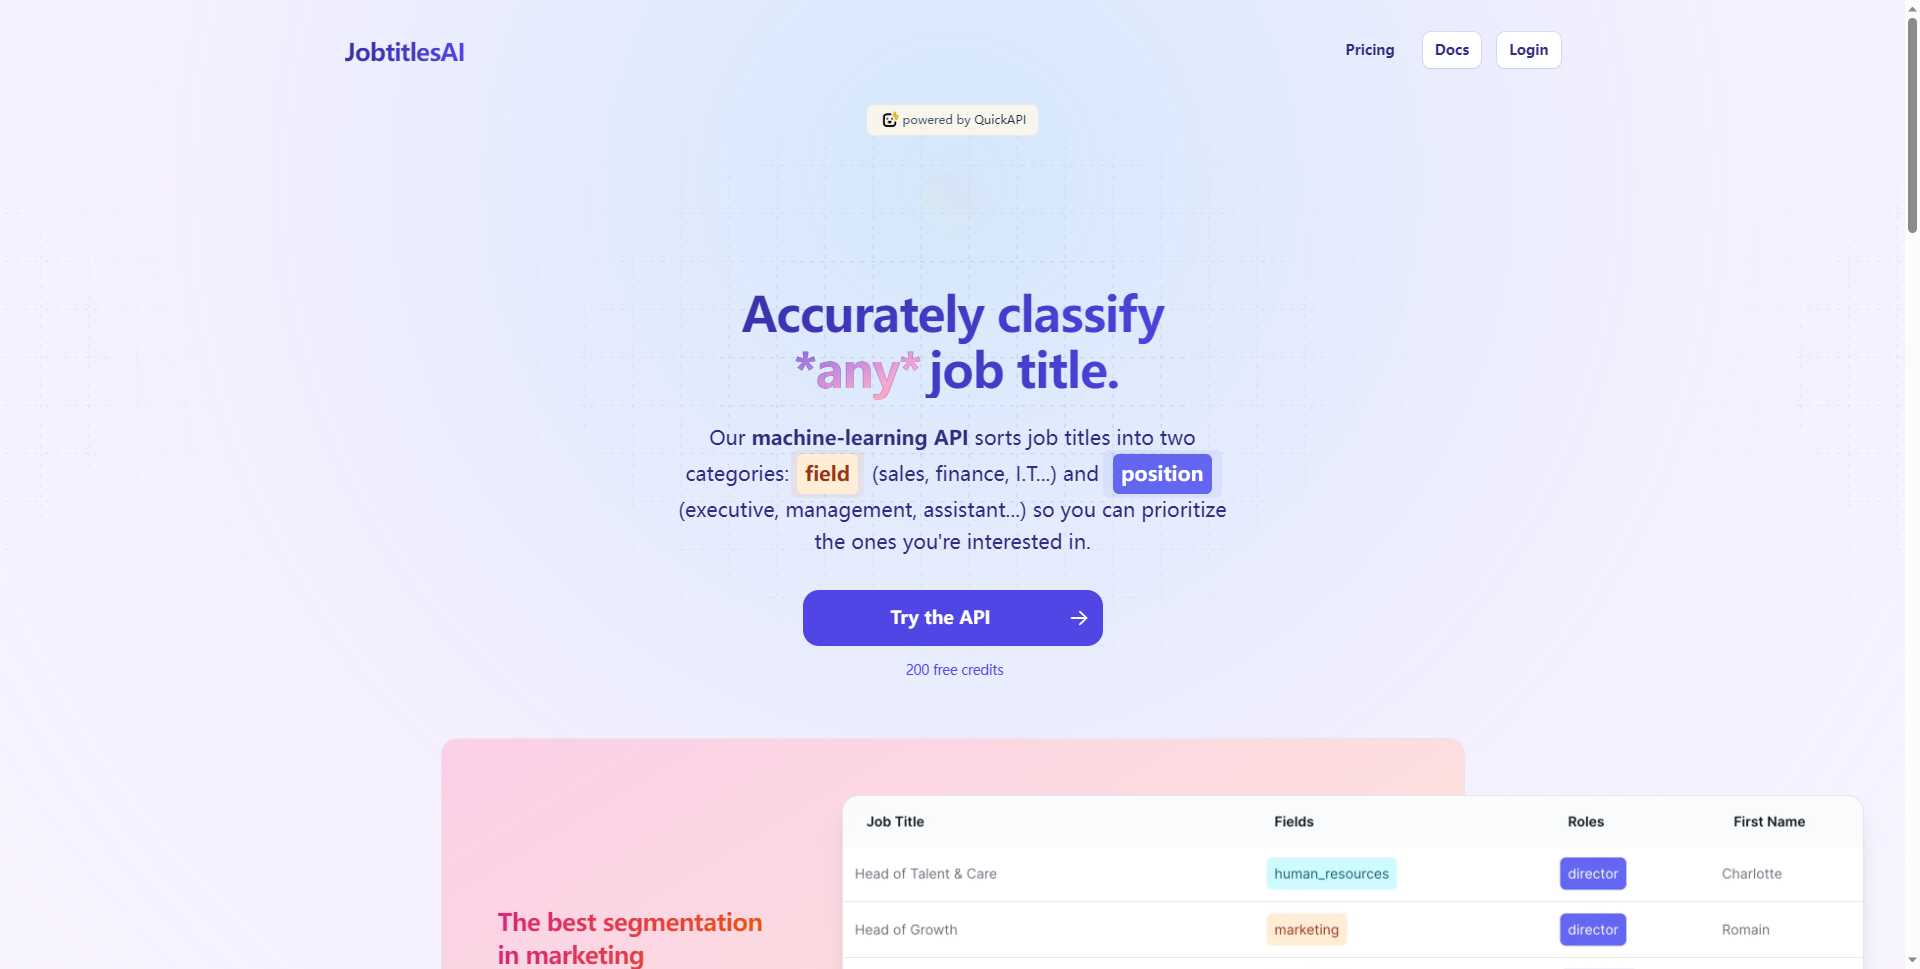 JobtitlesAI
Pricing
Docs
Login
powered by QuickAPI
Accurately classify
*any* job title.
Our machine-learning API sorts job titles into two
categories: field (sales, finance, I.T...) and position
(executive, management, assistant...) so you can prioritize
the ones you're interested in.
Try the API
200 free credits
The best segmentation
in marketing
Job Title Fields Roles First Name
Head of Talent & Care human_resources director Charlotte
Head of Growth marketing director Romain